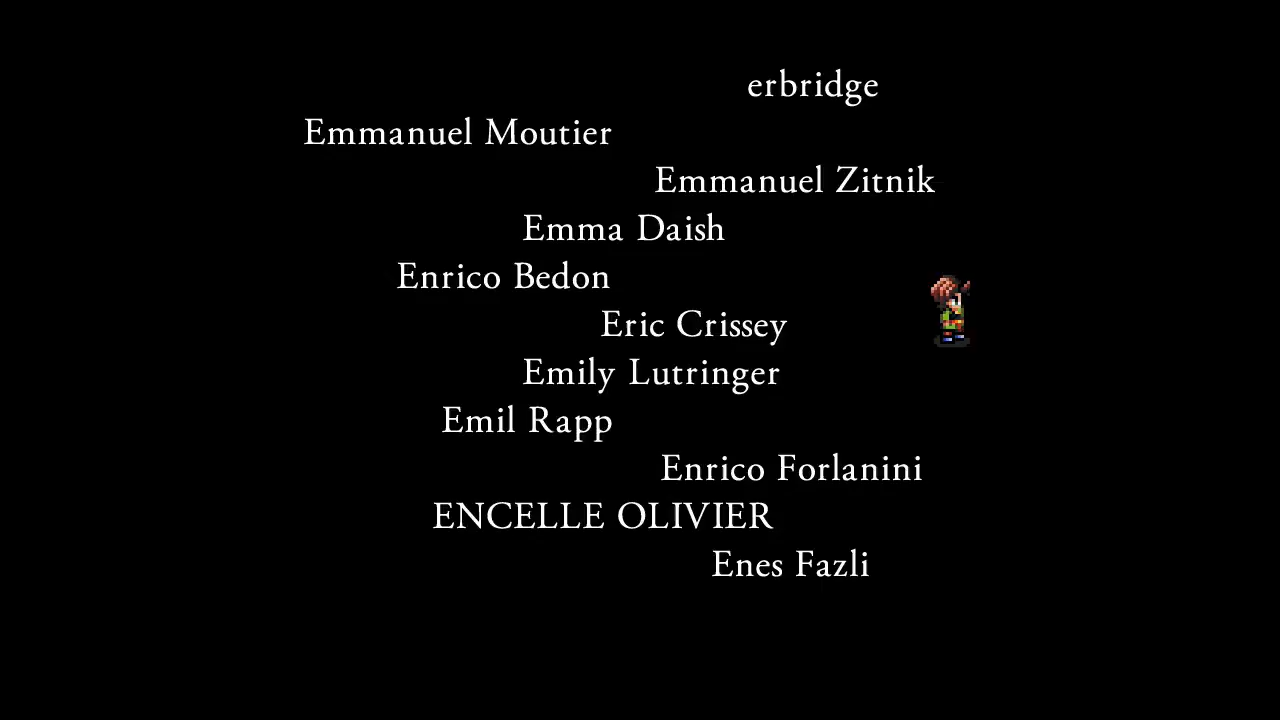 erbridge
Emmanuel Moutier
Emmanuel Zitnik
Emma Daish
Enrico Bedon
Eric Crissey
Emily Lutringer
Emil Rapp
Enrico Forlanini
ENCELLE OLIVIER
Enes Fazli